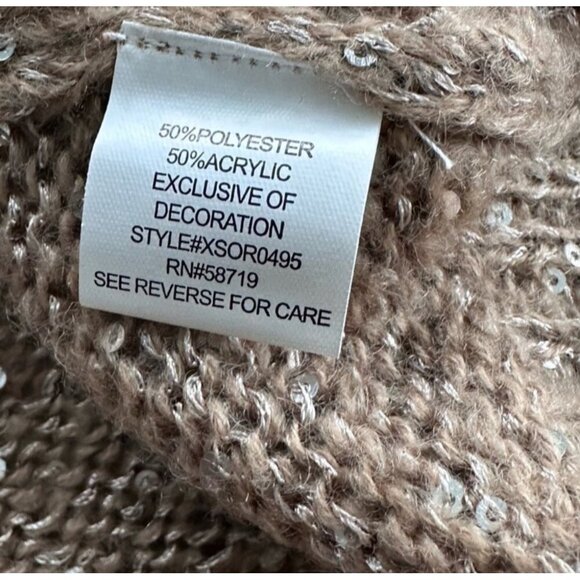 50%POLYESTER
50%ACRYLIC
EXCLUSIVE OF
DECORATION
STYLE#XSOR0495
RN#58719
SEE REVERSE FOR CARE